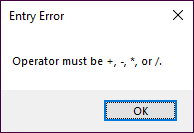 Entry Error
Operator must be +, -, *, or /.
OK